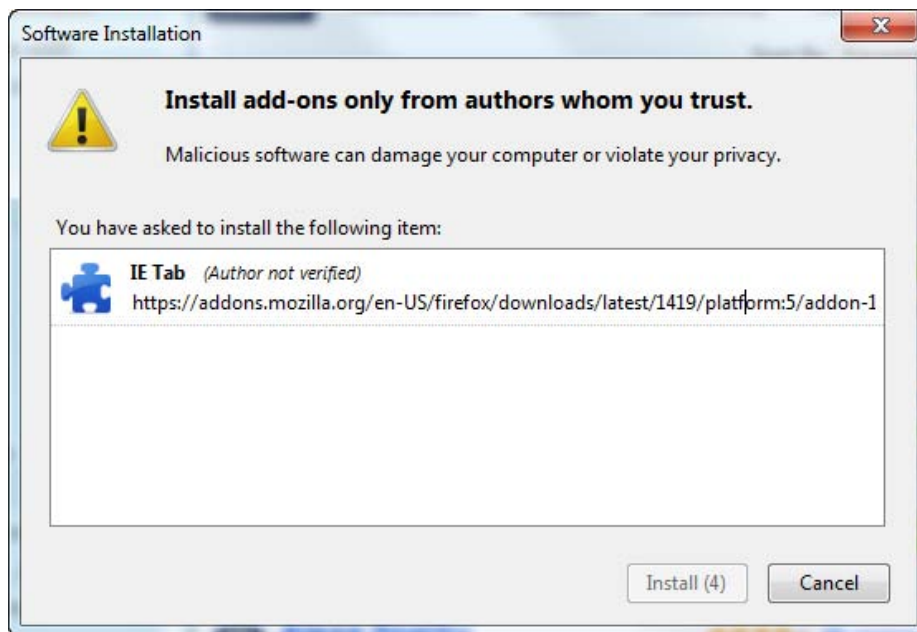 Software Installation
Install add-ons only from authors whom you trust.
Malicious software can damage your computer or violate your privacy.
You have asked to install the following item:
IE Tab (Author not verified)
https://addons.mozilla.org/en-US/firefox/downloads/latest/1419/platform:5/addon-1
Install (4) Cancel